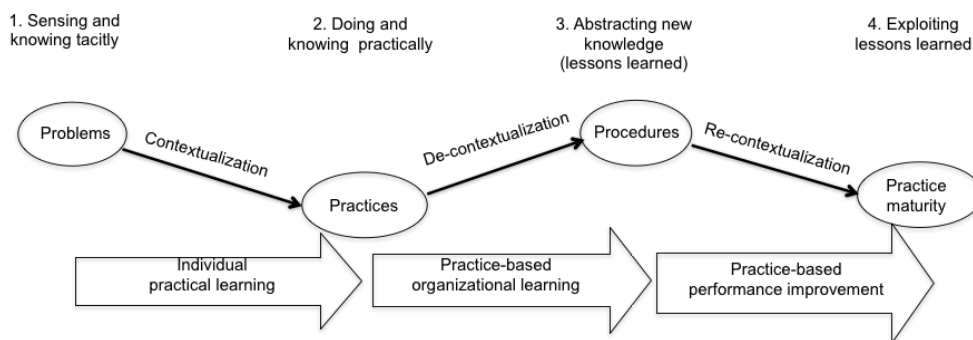 1. Sensing and
knowing tacitly
2. Doing and
knowing practically
3. Abstracting new
knowledge
(lessons learned)
4. Exploiting
lessons learned
Problems
Contextualization
Practices
De-contextualization
Procedures
Re-contextualization
Practice
maturity
Individual
practical learning
Practice-based
organizational learning
Practice-based
performance improvement